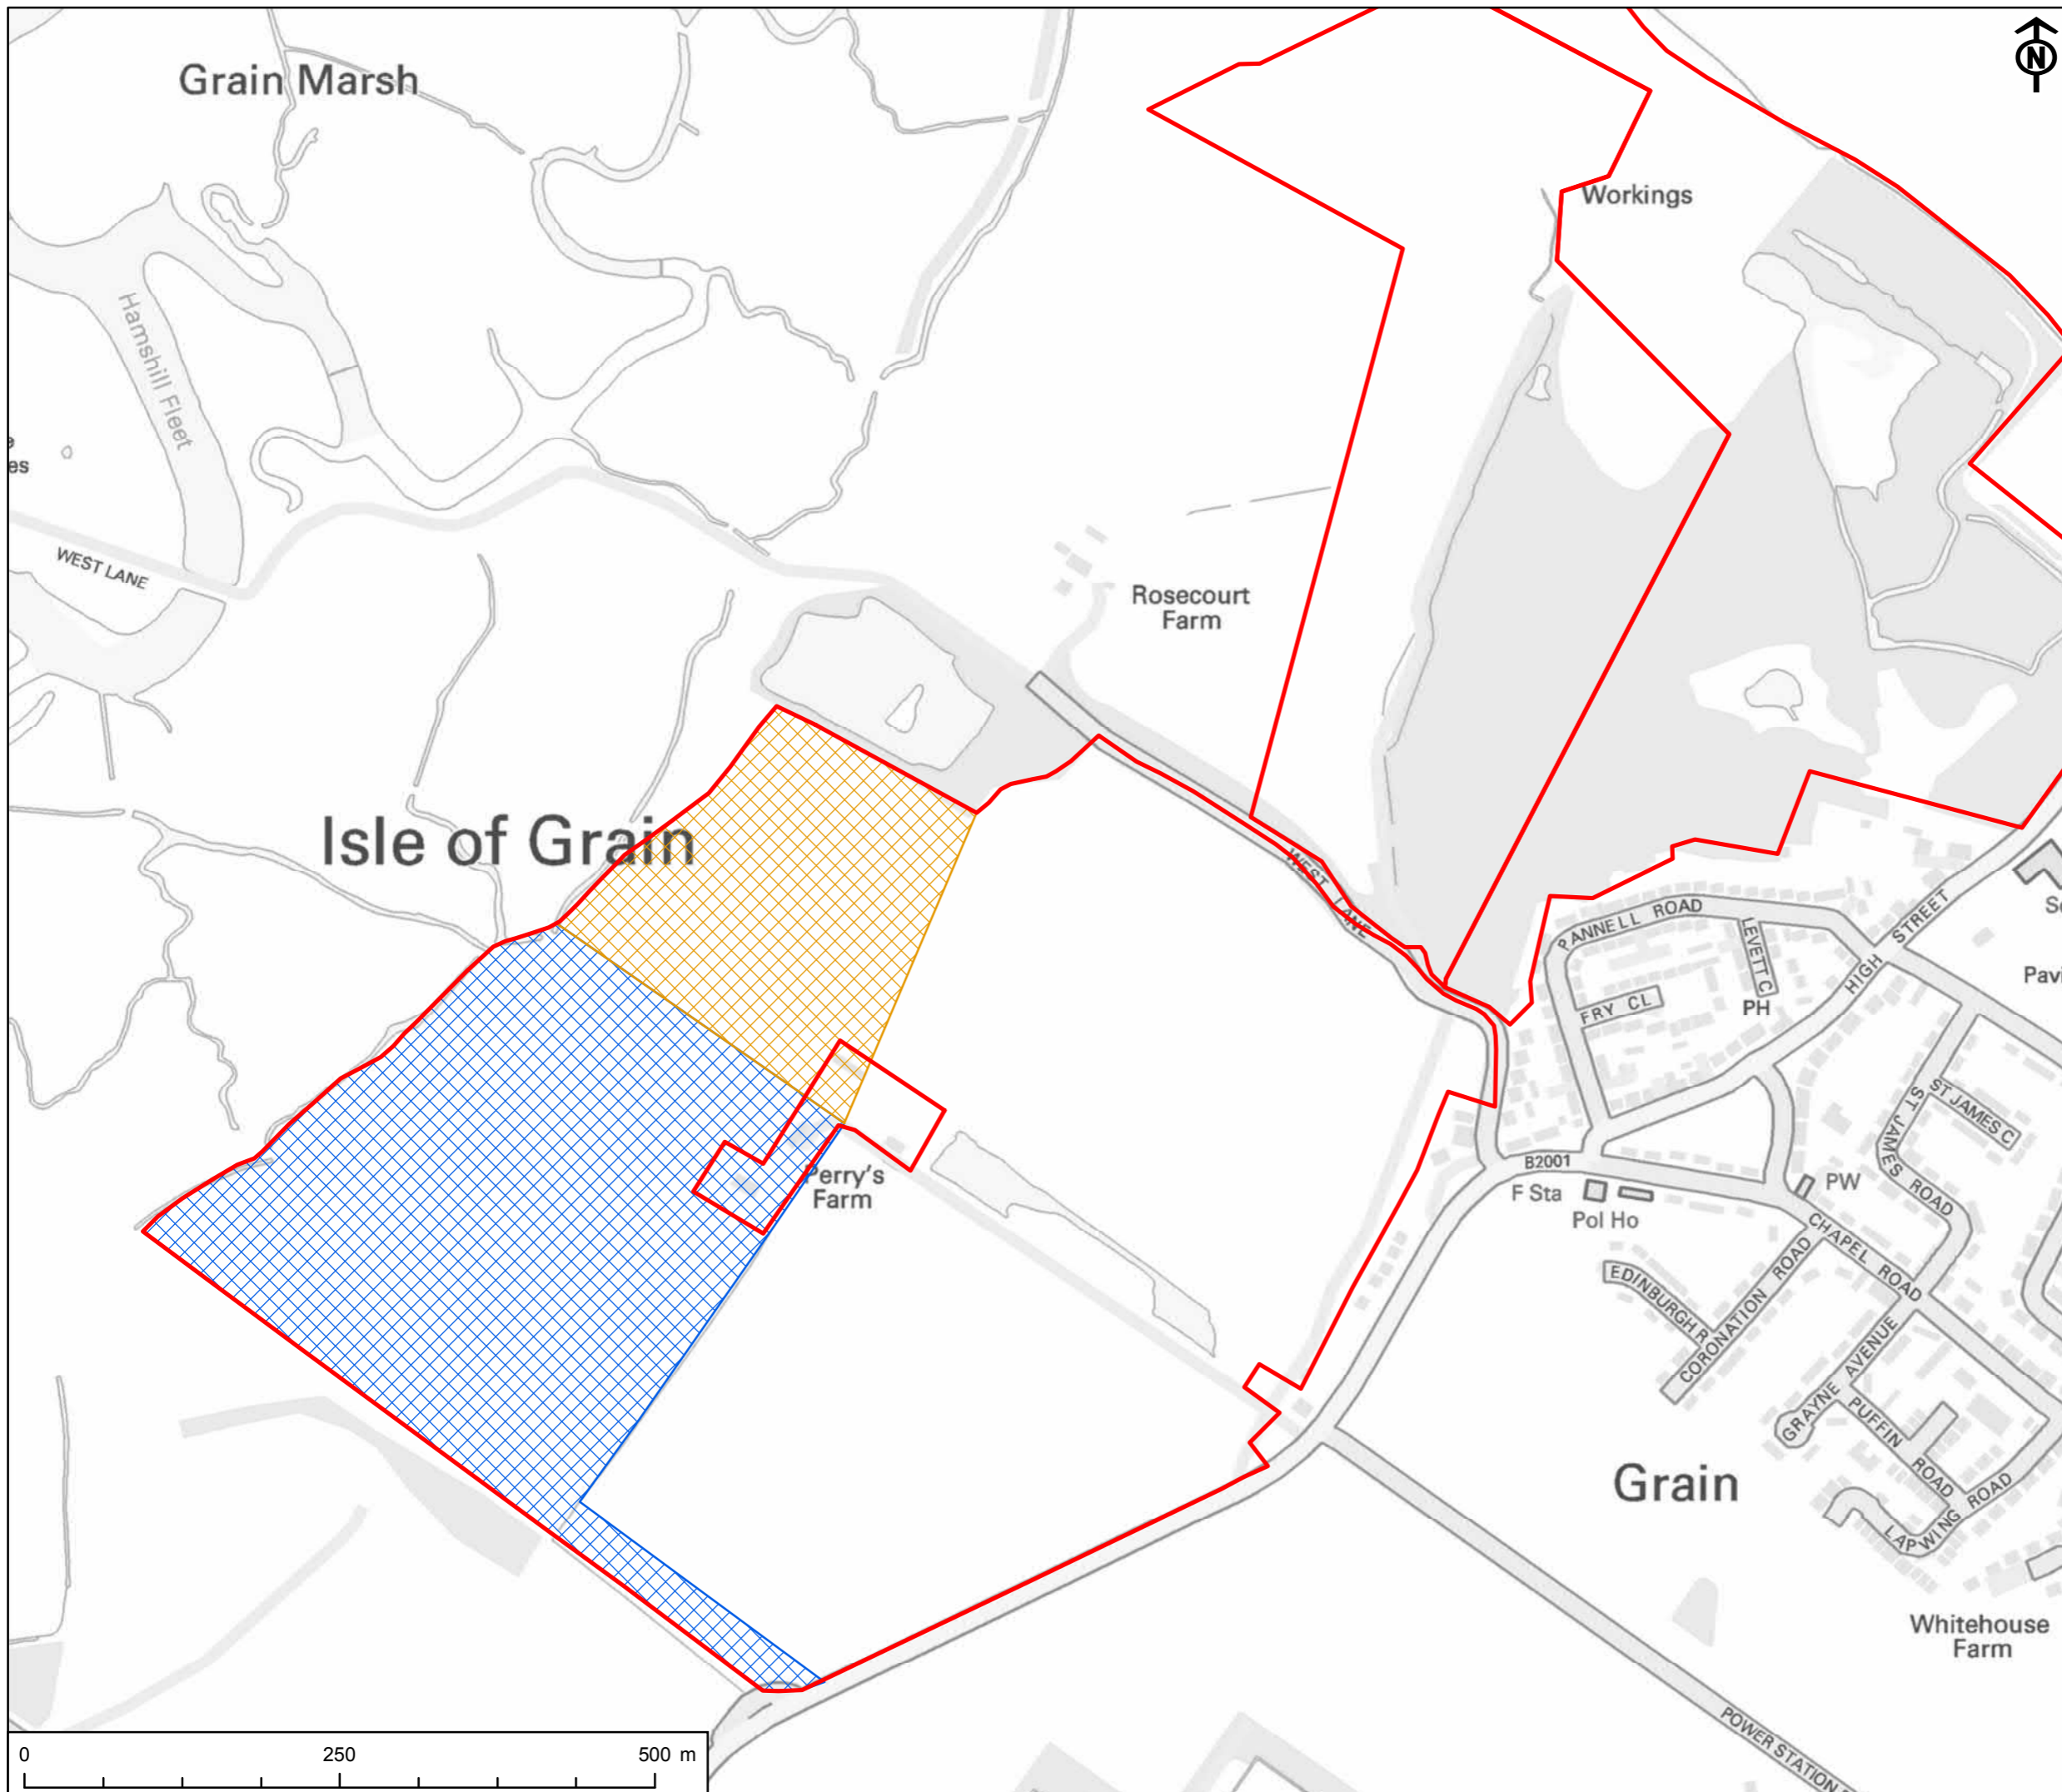 Grain Marsh
N
Workings
Hamshill Fleet
es
WEST LANE
Rosecourt
Farm
Isle of Grain
WEST LANE
PANNELL ROAD
LEVETT C
HIGH STREET
FRY CL
PH
Pavi
ST JAMES C
ST JAMES ROAD
B2001
F Sta
Pol Ho
PW
Perry's
Farm
CHAPEL ROAD
EDINBURGH R
CORONATION ROAD
GRAYNE AVENUE
PUFFIN ROAD
LAPWING ROAD
Grain
Whitehouse
Farm
POWER STATION
0 250 500 m